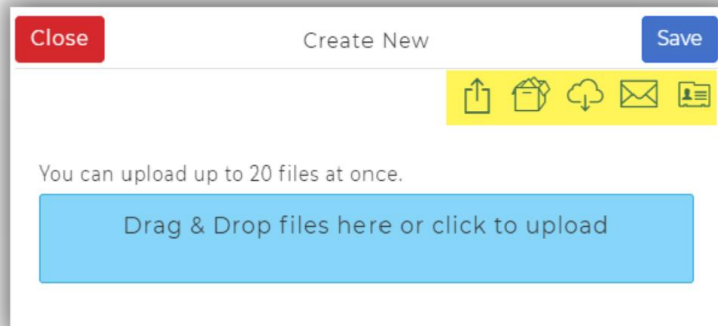 Close
Create New
Save
You can upload up to 20 files at once.
Drag & Drop files here or click to upload